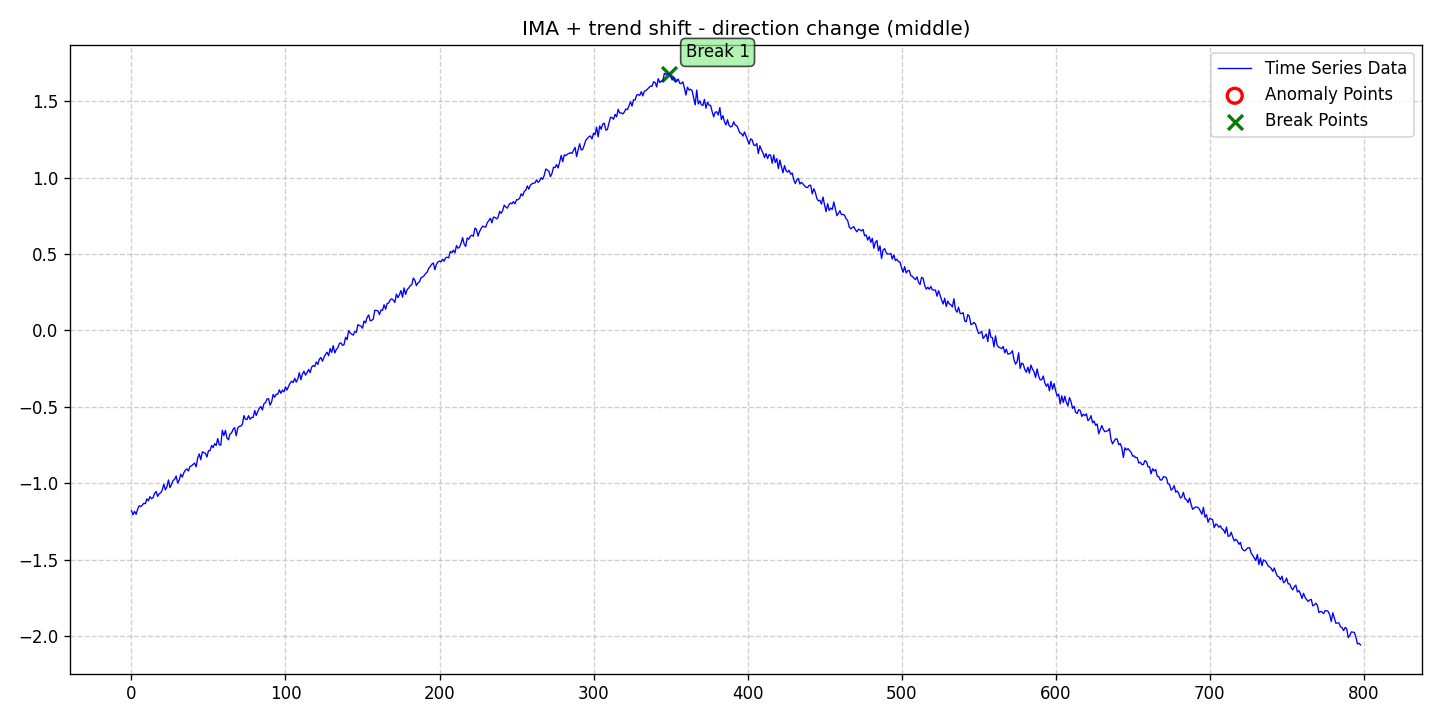 IMA + trend shift - direction change (middle)
Break 1
Time Series Data
Anomaly Points
Break Points
1.5
1.0
0.5
0.0
−0.5
−1.0
−1.5
−2.0
0 100 200 300 400 500 600 700 800